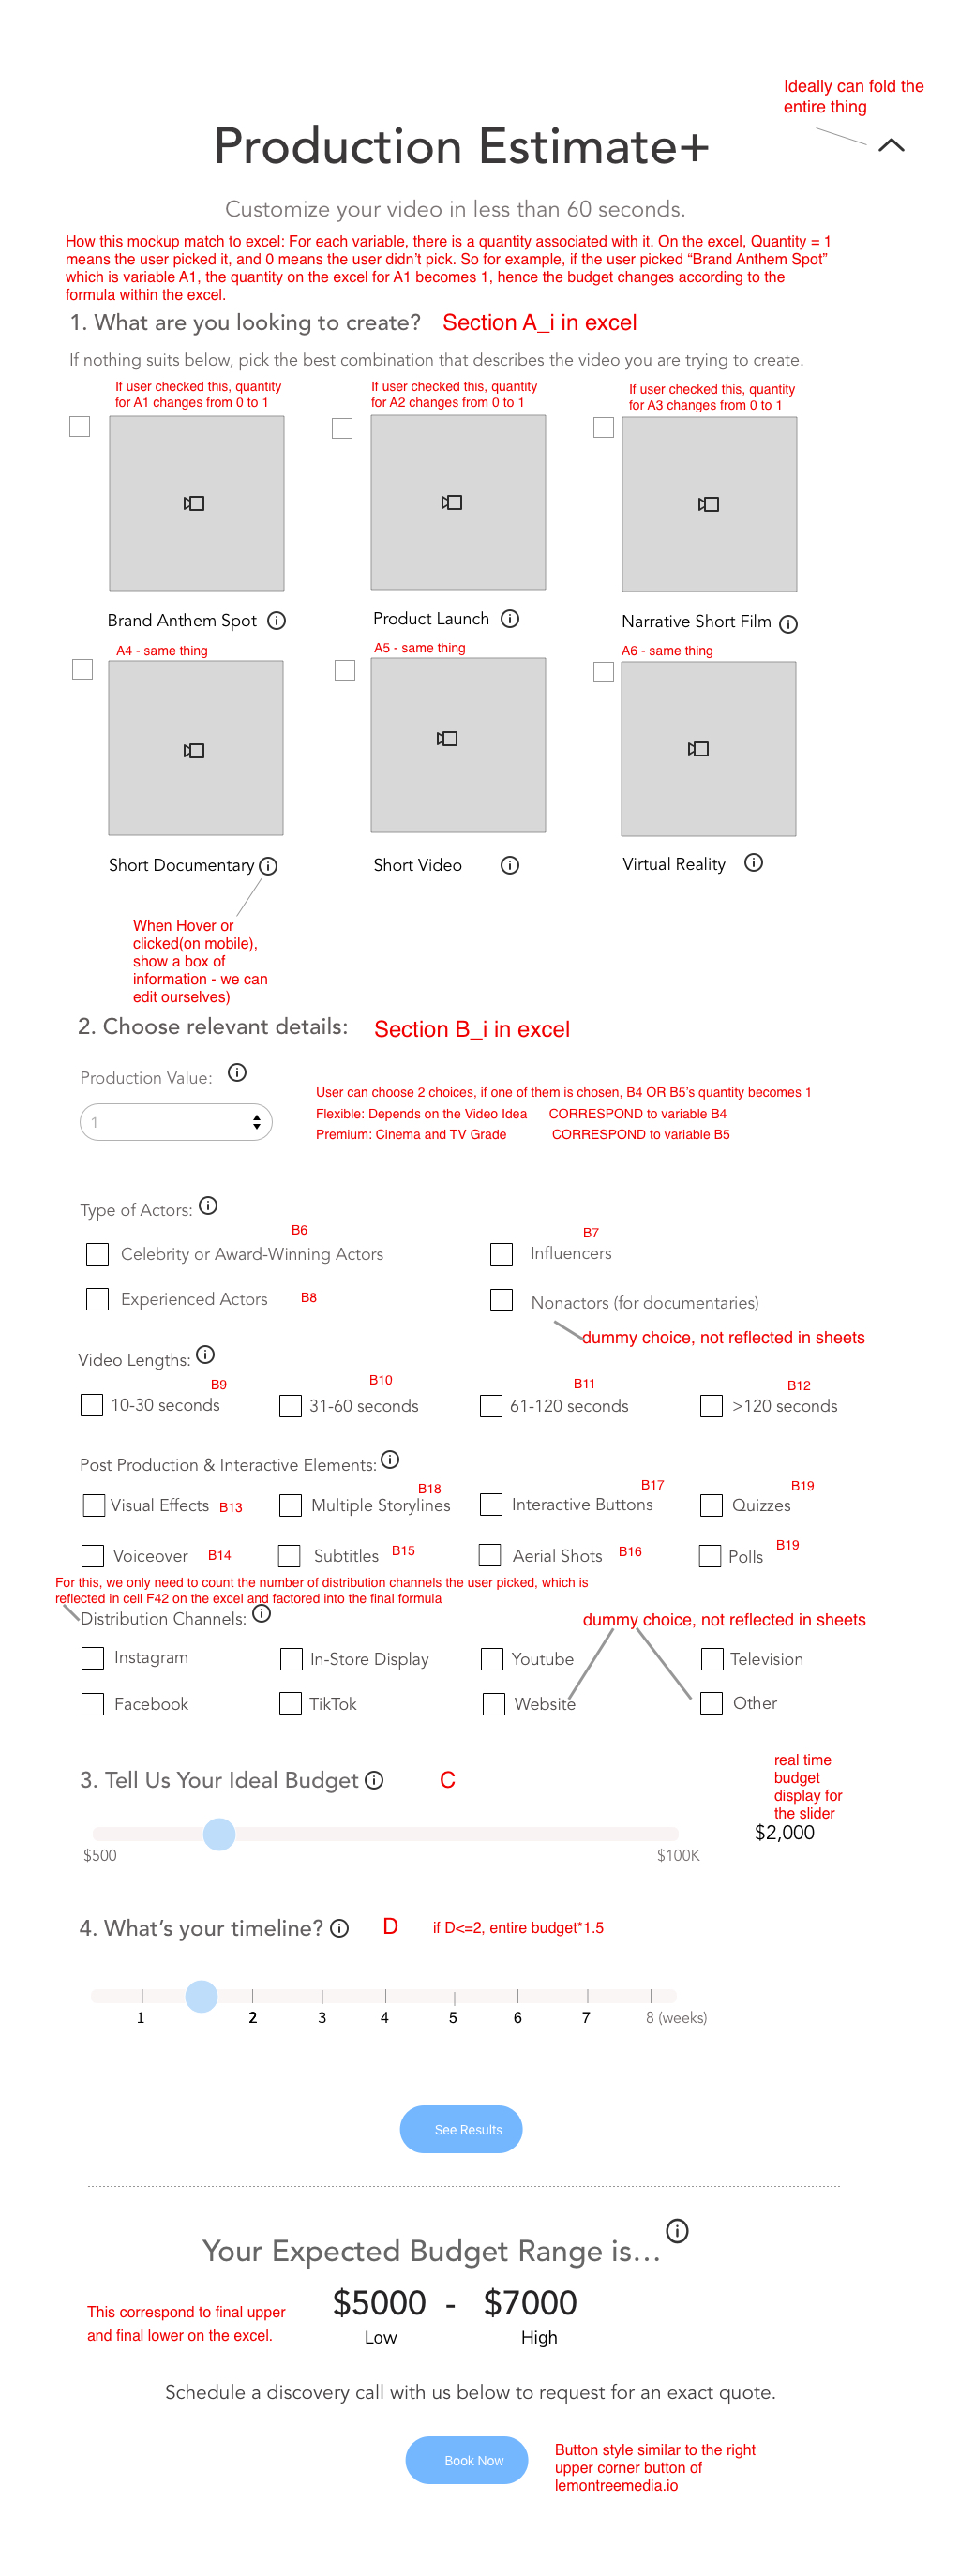 Ideally can fold the
entire thing
Production Estimate+
Customize your video in less than 60 seconds.
How this mockup match to excel: For each variable, there is a quantity associated with it. On the excel, Quantity = 1
means the user picked it, and 0 means the user didn't pick. So for example, if the user picked “Brand Anthem Spot”
which is variable A1, the quantity on the excel for A1 becomes 1, hence the budget changes according to the
formula within the excel.
1. What are you looking to create? Section A_i in excel
If nothing suits below, pick the best combination that describes the video you are trying to create.
If user checked this, quantity
for A1 changes from 0 to 1
If user checked this, quantity
for A2 changes from 0 to 1
If user checked this, quantity
for A3 changes from 0 to 1
Brand Anthem Spot
Product Launch
Narrative Short Film
A4 - same thing
A5 - same thing
A6 - same thing
Short Documentary
Short Video
Virtual Reality
When Hover or
clicked(on mobile),
show a box of
information - we can
edit ourselves)
2. Choose relevant details: Section B_i in excel
Production Value:
1
User can choose 2 choices, if one of them is chosen, B4 OR B5's quantity becomes 1
Flexible: Depends on the Video Idea CORRESPOND to variable B4
Premium: Cinema and TV Grade CORRESPOND to variable B5
Type of Actors:
B6
B7
Celebrity or Award-Winning Actors
Influencers
Experienced Actors B8
Nonactors (for documentaries)
dummy choice, not reflected in sheets
Video Lengths:
B9
B10
B11
B12
10-30 seconds
31-60 seconds
61-120 seconds
>120 seconds
Post Production & Interactive Elements:
B18
B17
B19
Visual Effects B13
Multiple Storylines
Interactive Buttons
Quizzes
Voiceover B14
Subtitles B15
Aerial Shots B16
Polls B19
For this, we only need to count the number of distribution channels the user picked, which is
reflected in cell F42 on the excel and factored into the final formula
Distribution Channels:
dummy choice, not reflected in sheets
Instagram
In-Store Display
Youtube
Television
Facebook
TikTok
Website
Other
3. Tell Us Your Ideal Budget C
real time
budget
display for
the slider
$2,000
$500
$100K
4. What's your timeline? D if D<=2, entire budget*1.5
1 2 3 4 5 6 7 8 (weeks)
See Results
Your Expected Budget Range is...
This correspond to final upper
and final lower on the excel.
$5000 - $7000
Low High
Schedule a discovery call with us below to request for an exact quote.
Book Now
Button style similar to the right
upper corner button of
lemontreemedia.io